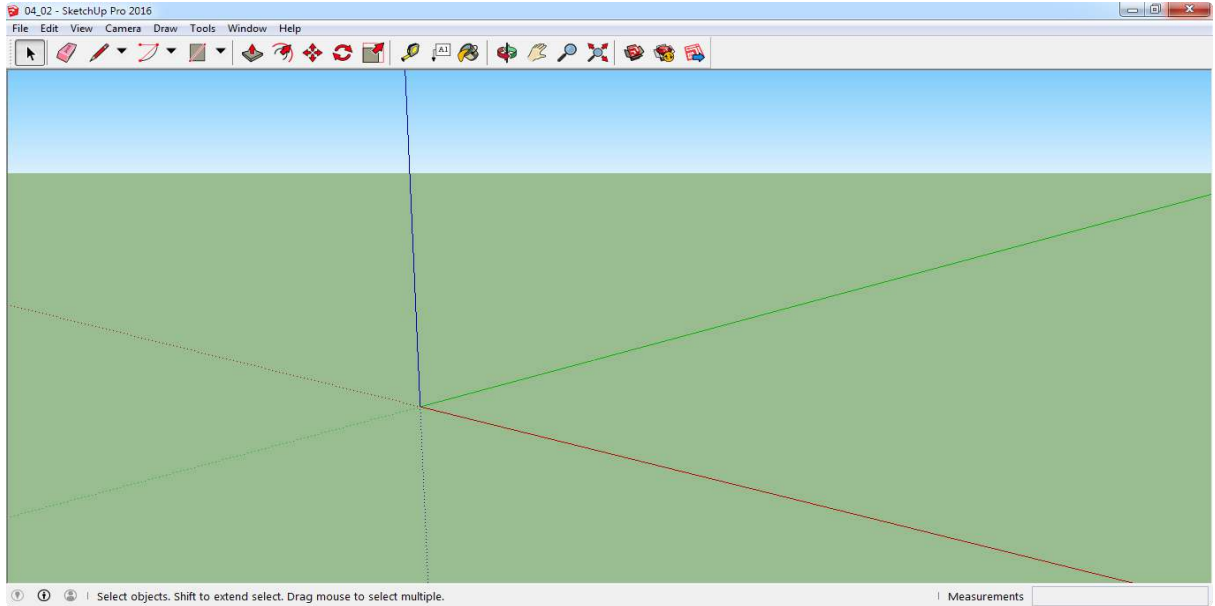 04_02 - SketchUp Pro 2016
File Edit View Camera Draw Tools Window Help
A1
Select objects. Shift to extend select. Drag mouse to select multiple.
Measurements